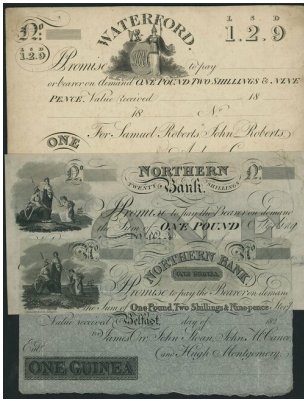 WATERFORD.
L S D
1.2.9
L S D
1.2.9
Promise to pay
or bearer on demand ONE POUND TWO SHILLINGS & NINE
PENCE, Value received 18
18 No
ONE For Samuel Roberts, John Roberts
NORTHERN
TWENTY SHILLINGS
Bank.
Promise to pay the Bearer on demand
the Sum of ONE POUND
NORTHERN BANK
ONE GUINEA
Promise to pay the Bearer on demand
the Sum of One Pound, Two Shillings & Nine-pence
Value received Belfast, day of 182
James Orr, John Sloan, John McCance
Ent.
and Hugh Montgomery,
ONE GUINEA